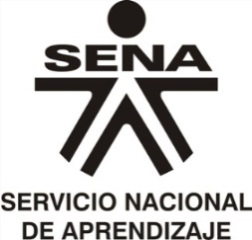 SENA
SERVICIO NACIONAL
DE APRENDIZAJE